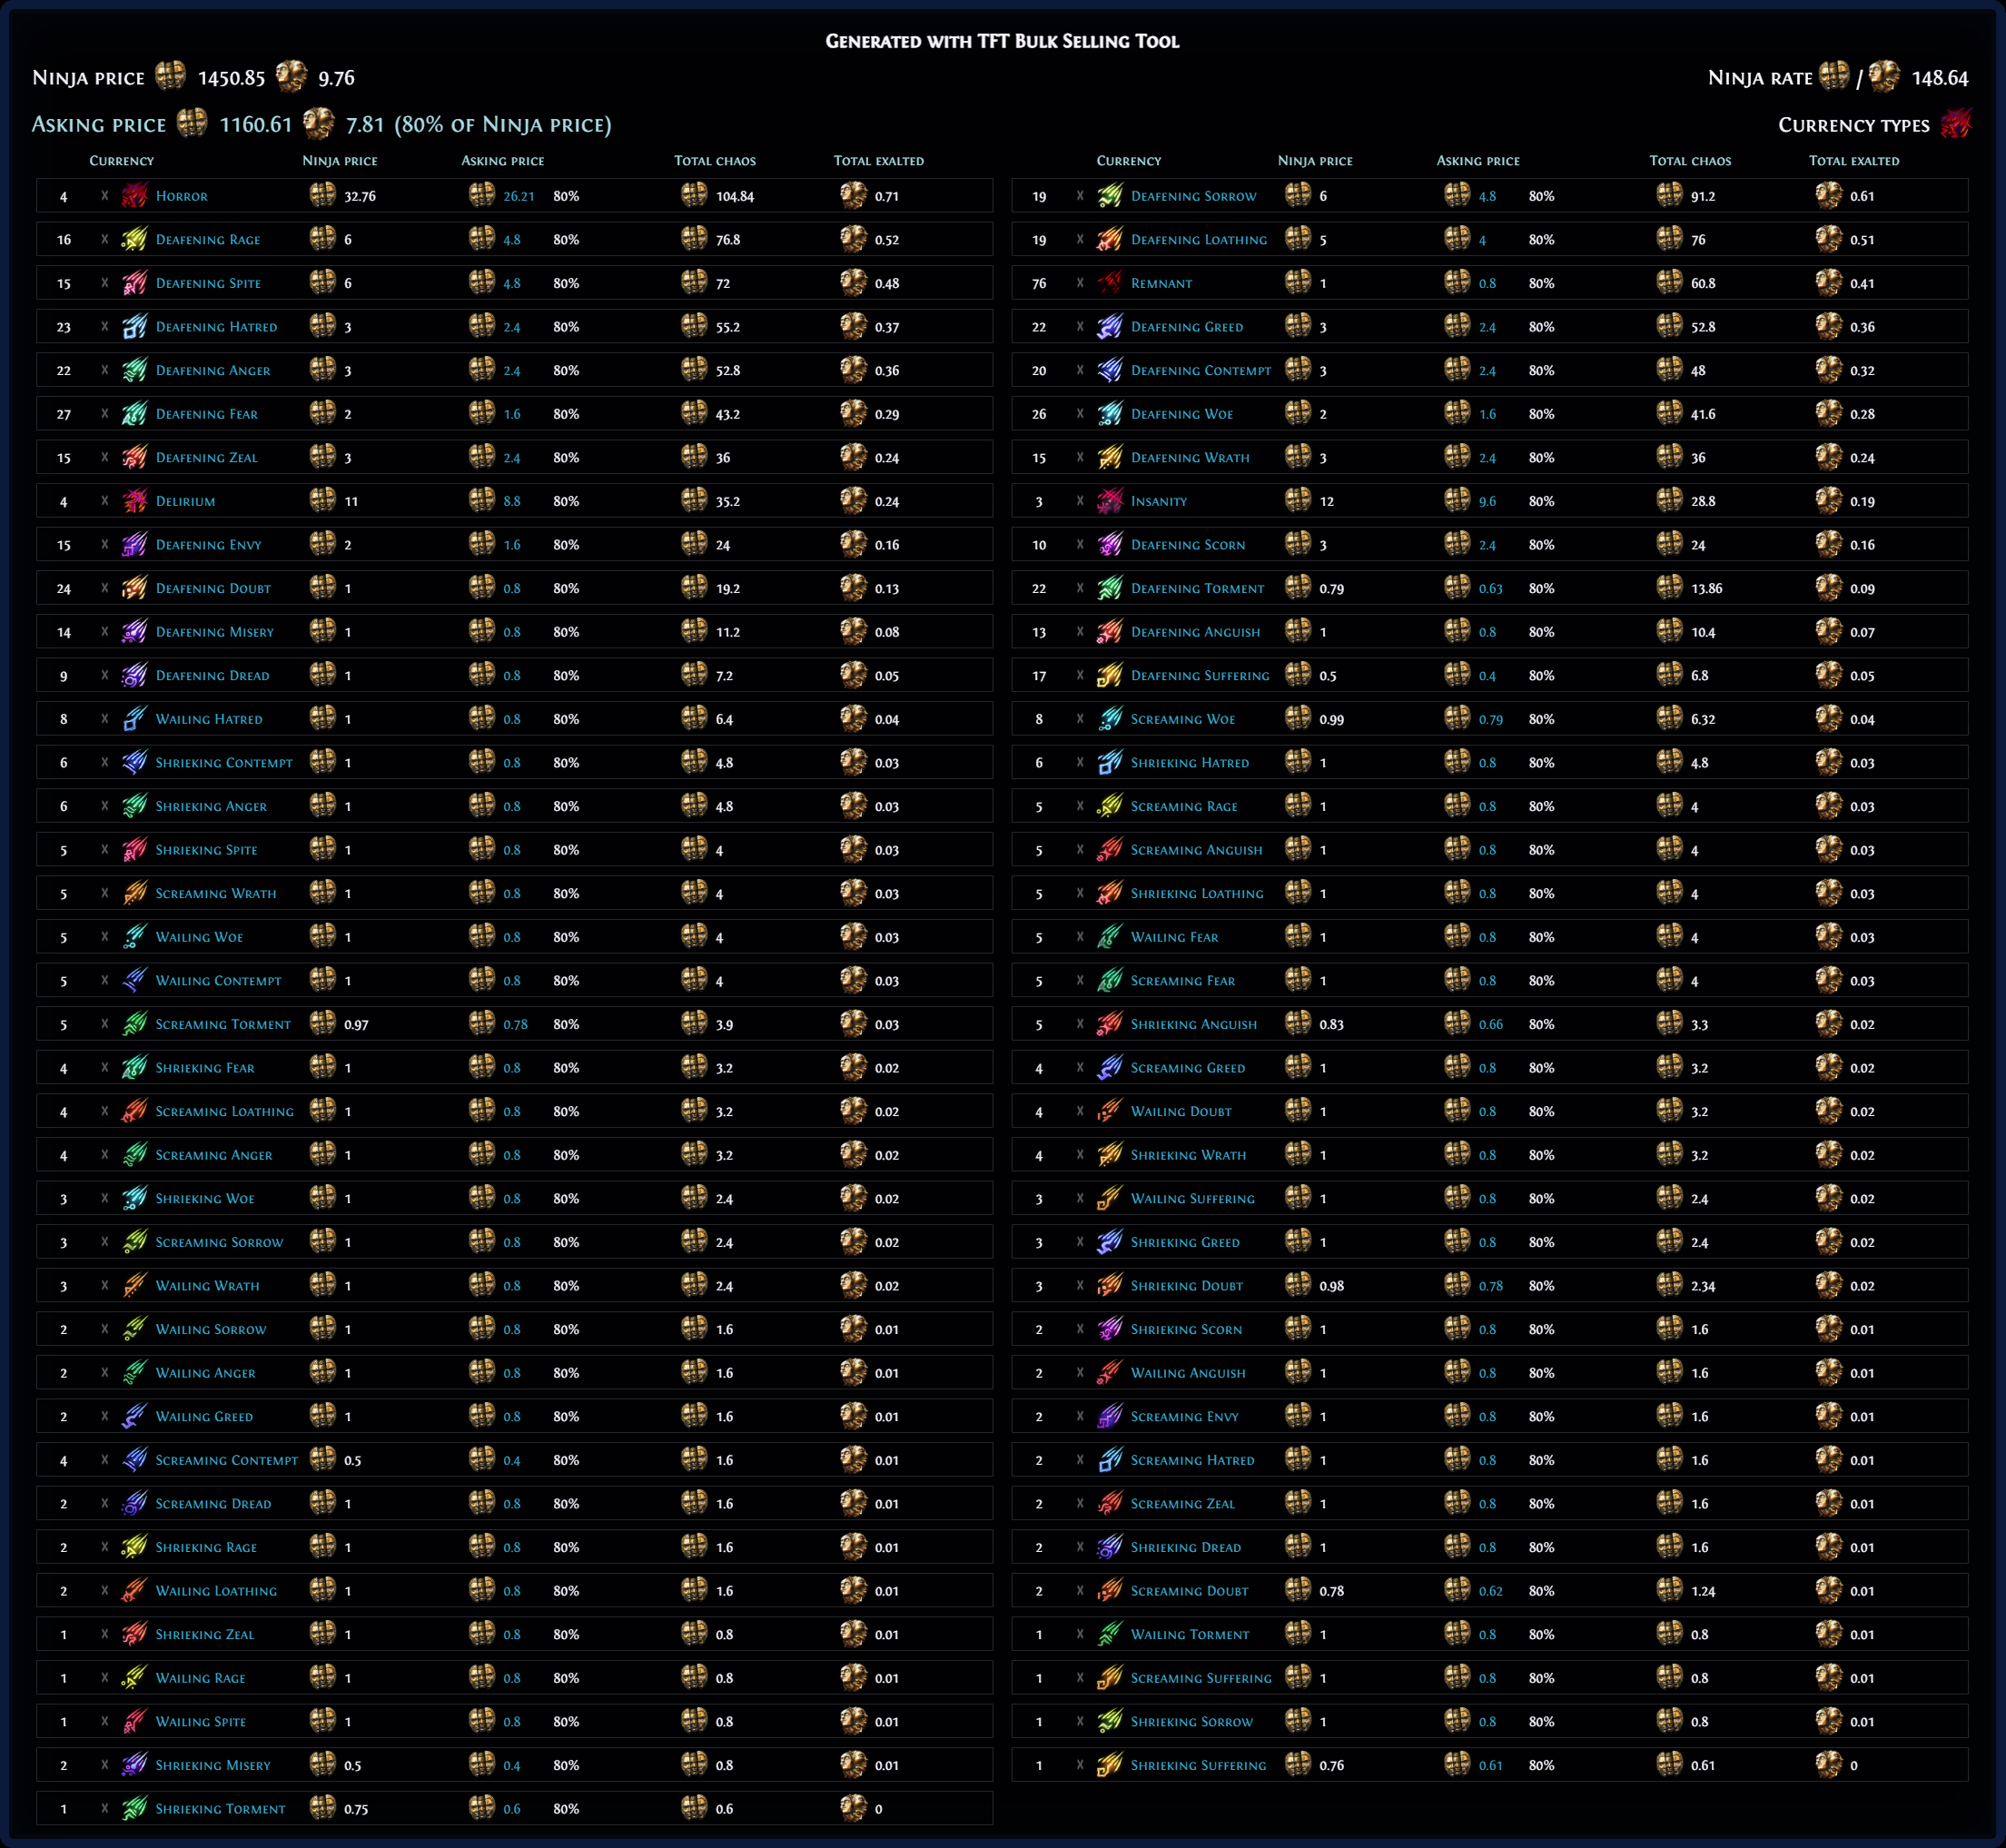 Generated with TFT Bulk Selling Tool
Ninja price 1450.85 9.76
Ninja rate / 148.64
Asking price 1160.61 7.81 (80% of Ninja price)
Currency types
Currency Ninja price Asking price Total chaos Total exalted
Currency Ninja price Asking price Total chaos Total exalted
4 x Horror 32.76 26.21 80% 104.84 0.71
19 x Deafening Sorrow 6 4.8 80% 91.2 0.61
16 x Deafening Rage 6 4.8 80% 76.8 0.52
19 x Deafening Loathing 5 4 80% 76 0.51
15 x Deafening Spite 6 4.8 80% 72 0.48
76 x Remnant 1 0.8 80% 60.8 0.41
23 x Deafening Hatred 3 2.4 80% 55.2 0.37
22 x Deafening Greed 3 2.4 80% 52.8 0.36
22 x Deafening Anger 3 2.4 80% 52.8 0.36
20 x Deafening Contempt 3 2.4 80% 48 0.32
27 x Deafening Fear 2 1.6 80% 43.2 0.29
26 x Deafening Woe 2 1.6 80% 41.6 0.28
15 x Deafening Zeal 3 2.4 80% 36 0.24
15 x Deafening Wrath 3 2.4 80% 36 0.24
4 x Delirium 11 8.8 80% 35.2 0.24
3 x Insanity 12 9.6 80% 28.8 0.19
15 x Deafening Envy 2 1.6 80% 24 0.16
10 x Deafening Scorn 3 2.4 80% 24 0.16
24 x Deafening Doubt 1 0.8 80% 19.2 0.13
22 x Deafening Torment 0.79 0.63 80% 13.86 0.09
14 x Deafening Misery 1 0.8 80% 11.2 0.08
13 x Deafening Anguish 1 0.8 80% 10.4 0.07
9 x Deafening Dread 1 0.8 80% 7.2 0.05
17 x Deafening Suffering 0.5 0.4 80% 6.8 0.05
8 x Wailing Hatred 1 0.8 80% 6.4 0.04
8 x Screaming Woe 0.99 0.79 80% 6.32 0.04
6 x Shrieking Contempt 1 0.8 80% 4.8 0.03
6 x Shrieking Hatred 1 0.8 80% 4.8 0.03
6 x Shrieking Anger 1 0.8 80% 4.8 0.03
5 x Screaming Rage 1 0.8 80% 4 0.03
5 x Shrieking Spite 1 0.8 80% 4 0.03
5 x Screaming Anguish 1 0.8 80% 4 0.03
5 x Screaming Wrath 1 0.8 80% 4 0.03
5 x Shrieking Loathing 1 0.8 80% 4 0.03
5 x Wailing Woe 1 0.8 80% 4 0.03
5 x Wailing Fear 1 0.8 80% 4 0.03
5 x Wailing Contempt 1 0.8 80% 4 0.03
5 x Screaming Fear 1 0.8 80% 4 0.03
5 x Screaming Torment 0.97 0.78 80% 3.9 0.03
5 x Shrieking Anguish 0.83 0.66 80% 3.3 0.02
4 x Shrieking Fear 1 0.8 80% 3.2 0.02
4 x Screaming Greed 1 0.8 80% 3.2 0.02
4 x Screaming Loathing 1 0.8 80% 3.2 0.02
4 x Wailing Doubt 1 0.8 80% 3.2 0.02
4 x Screaming Anger 1 0.8 80% 3.2 0.02
4 x Shrieking Wrath 1 0.8 80% 3.2 0.02
3 x Shrieking Woe 1 0.8 80% 2.4 0.02
3 x Wailing Suffering 1 0.8 80% 2.4 0.02
3 x Screaming Sorrow 1 0.8 80% 2.4 0.02
3 x Shrieking Greed 1 0.8 80% 2.4 0.02
3 x Wailing Wrath 1 0.8 80% 2.4 0.02
3 x Shrieking Doubt 0.98 0.78 80% 2.34 0.02
2 x Wailing Sorrow 1 0.8 80% 1.6 0.01
2 x Shrieking Scorn 1 0.8 80% 1.6 0.01
2 x Wailing Anger 1 0.8 80% 1.6 0.01
2 x Wailing Anguish 1 0.8 80% 1.6 0.01
2 x Wailing Greed 1 0.8 80% 1.6 0.01
2 x Screaming Envy 1 0.8 80% 1.6 0.01
4 x Screaming Contempt 0.5 0.4 80% 1.6 0.01
2 x Screaming Hatred 1 0.8 80% 1.6 0.01
2 x Screaming Dread 1 0.8 80% 1.6 0.01
2 x Screaming Zeal 1 0.8 80% 1.6 0.01
2 x Shrieking Rage 1 0.8 80% 1.6 0.01
2 x Shrieking Dread 1 0.8 80% 1.6 0.01
2 x Wailing Loathing 1 0.8 80% 1.6 0.01
2 x Screaming Doubt 0.78 0.62 80% 1.24 0.01
1 x Shrieking Zeal 1 0.8 80% 0.8 0.01
1 x Wailing Torment 1 0.8 80% 0.8 0.01
1 x Wailing Rage 1 0.8 80% 0.8 0.01
1 x Screaming Suffering 1 0.8 80% 0.8 0.01
1 x Wailing Spite 1 0.8 80% 0.8 0.01
1 x Shrieking Sorrow 1 0.8 80% 0.8 0.01
2 x Shrieking Misery 0.5 0.4 80% 0.8 0.01
1 x Shrieking Suffering 0.76 0.61 80% 0.61 0
1 x Shrieking Torment 0.75 0.6 80% 0.6 0